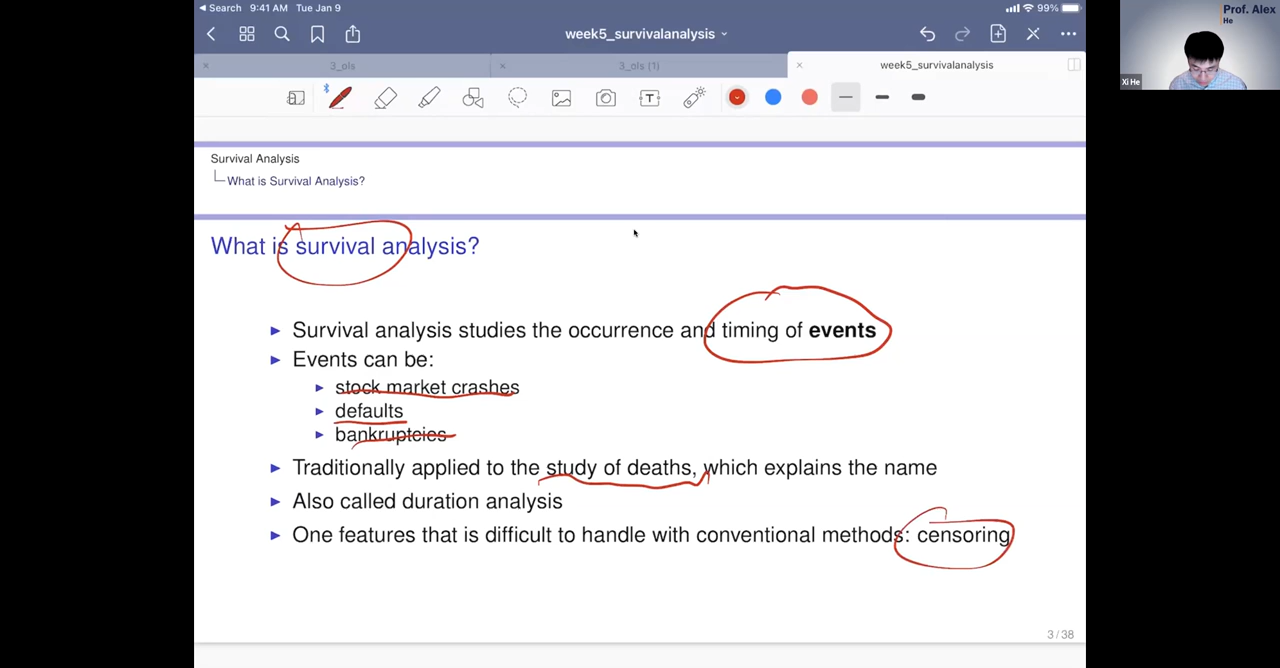 Search 9:41 AM Tue Jan 9 99%
Prof. Alex
He
week5_survivalanalysis
3_ols 3_ols (1) week5_survivalanalysis
T
Xi He
Survival Analysis
What is Survival Analysis?
What is survival analysis?
Survival analysis studies the occurrence and timing of events
Events can be:
stock market crashes
defaults
bankruptcies
Traditionally applied to the study of deaths, which explains the name
Also called duration analysis
One features that is difficult to handle with conventional methods: censoring
3 / 38